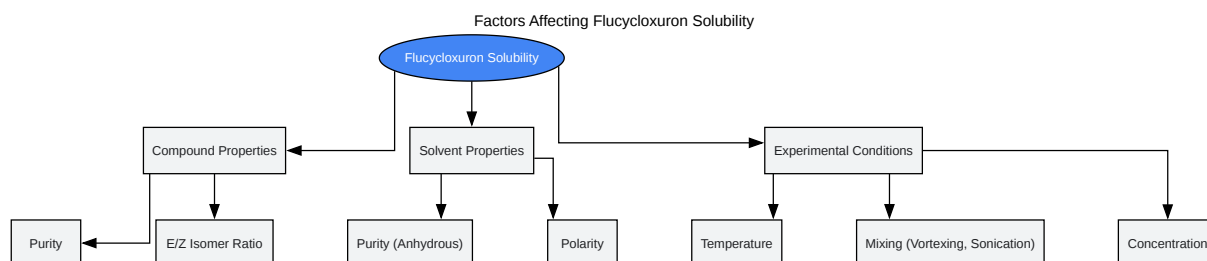 Factors Affecting Flucycloxuron Solubility
Flucycloxuron Solubility
Compound Properties
Solvent Properties
Experimental Conditions
Purity
E/Z Isomer Ratio
Purity (Anhydrous)
Polarity
Temperature
Mixing (Vortexing, Sonication)
Concentration